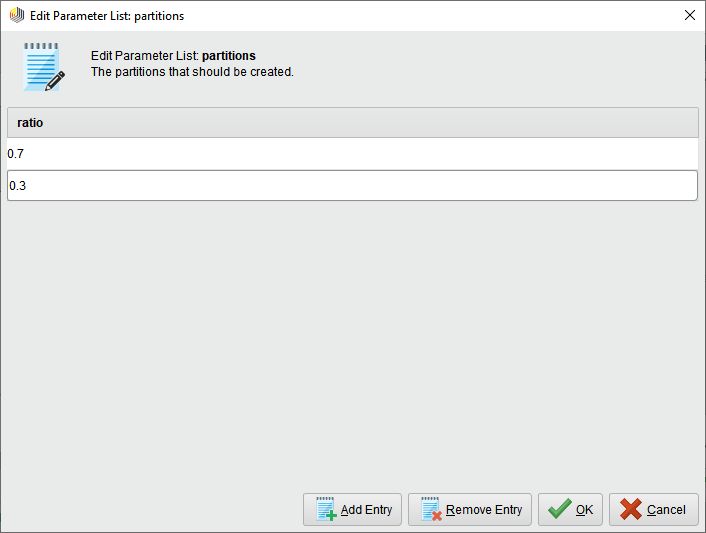 Edit Parameter List: partitions
Edit Parameter List: partitions
The partitions that should be created.
ratio
0.7
0.3
Add Entry Remove Entry OK Cancel